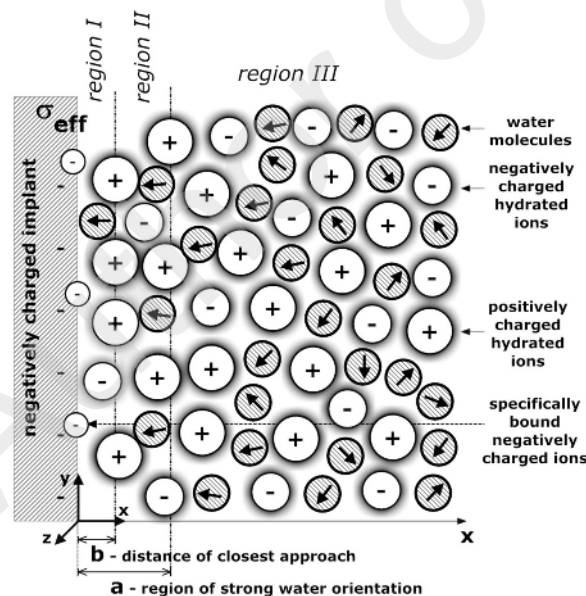 region I
region II
region III
σeff
negatively charged implant
water
molecules
negatively
charged
hydrated
ions
positively
charged
hydrated
ions
specifically
bound
negatively
charged ions
y
x
z
x
b - distance of closest approach
a - region of strong water orientation